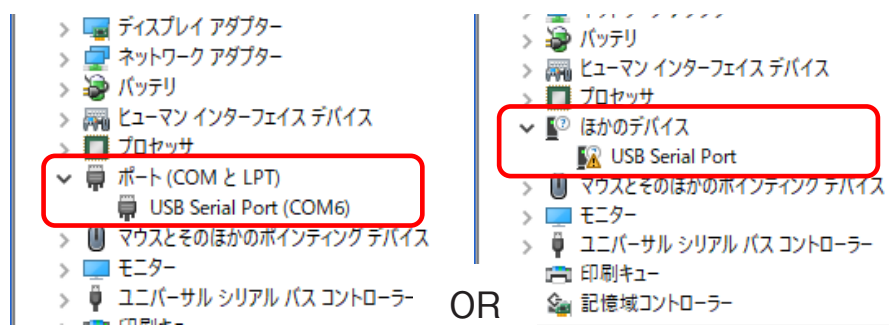 ディスプレイ アダプター
ネットワーク アダプター
バッテリ
ヒューマン インターフェイス デバイス
プロセッサ
ポート (COM と LPT)
USB Serial Port (COM6)
マウスとそのほかのポインティング デバイス
モニター
ユニバーサル シリアル バス コントローラー
OR
バッテリ
ヒューマン インターフェイス デバイス
プロセッサ
ほかのデバイス
USB Serial Port
マウスとそのほかのポインティング デバイス
モニター
ユニバーサル シリアル バス コントローラー
印刷キュー
記憶域コントローラー